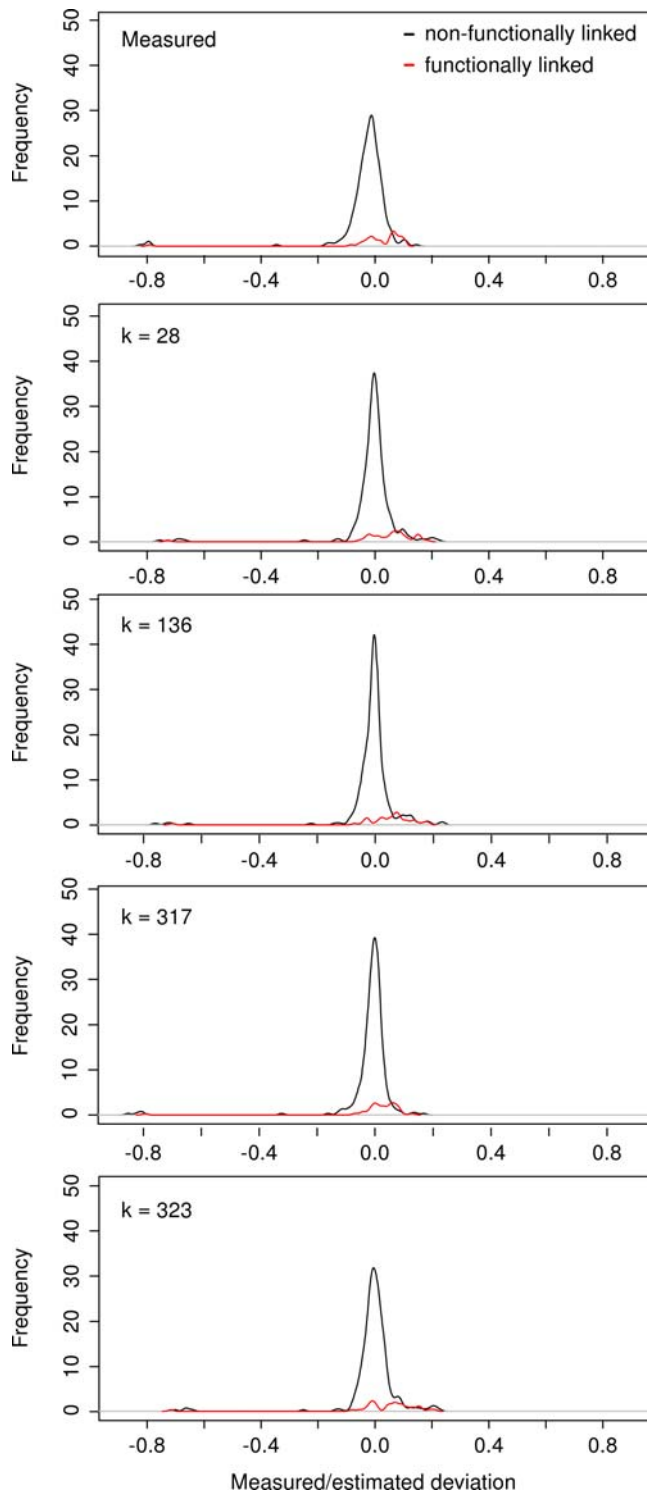 Measured
non-functionally linked
functionally linked
Frequency
50
40
30
20
10
0
-0.8 -0.4 0.0 0.4 0.8
k = 28
Frequency
50
40
30
20
10
0
-0.8 -0.4 0.0 0.4 0.8
k = 136
Frequency
50
40
30
20
10
0
-0.8 -0.4 0.0 0.4 0.8
k = 317
Frequency
50
40
30
20
10
0
-0.8 -0.4 0.0 0.4 0.8
k = 323
Frequency
50
40
30
20
10
0
-0.8 -0.4 0.0 0.4 0.8
Measured/estimated deviation